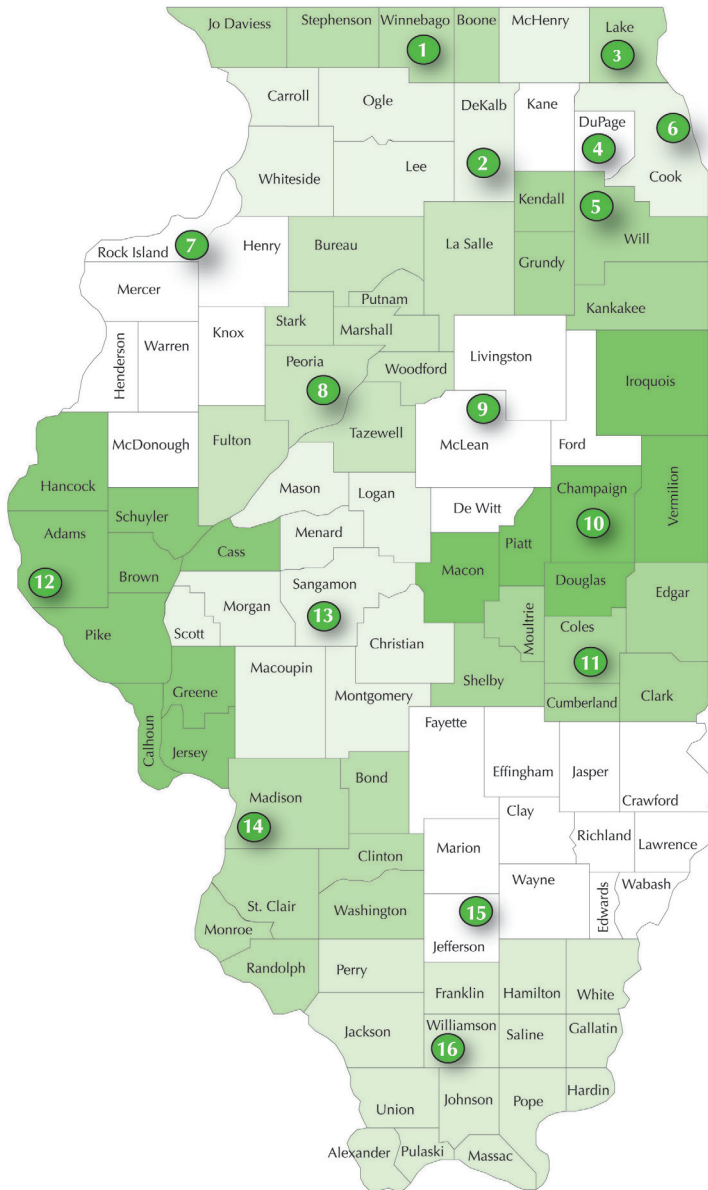 Jo Daviess
Stephenson
Winnebago
Boone
McHenry
Lake
1
3
Carroll
Ogle
DeKalb
Kane
DuPage
6
4
2
Lee
Whiteside
Cook
Kendall
5
La Salle
Will
Rock Island
7
Henry
Bureau
Grundy
Mercer
Putnam
Kankakee
Stark
Marshall
Henderson
Warren
Knox
Livingston
Peoria
Woodford
Iroquois
8
9
McDonough
Fulton
Tazewell
McLean
Ford
Hancock
Mason
Logan
Champaign
Vermilion
Schuyler
De Witt
Adams
Menard
10
Cass
Piatt
Brown
Macon
12
Sangamon
Douglas
Edgar
Morgan
13
Moultrie
Coles
Pike
Scott
Christian
11
Macoupin
Shelby
Greene
Montgomery
Cumberland
Clark
Calhoun
Fayette
Jersey
Effingham
Jasper
Bond
Madison
Crawford
Clay
14
Richland
Lawrence
Marion
Clinton
Wayne
Edwards
Wabash
St. Clair
Washington
15
Monroe
Jefferson
Randolph
Perry
Franklin
Hamilton
White
Williamson
Jackson
Saline
Gallatin
16
Hardin
Union
Johnson
Pope
Alexander
Pulaski
Massac